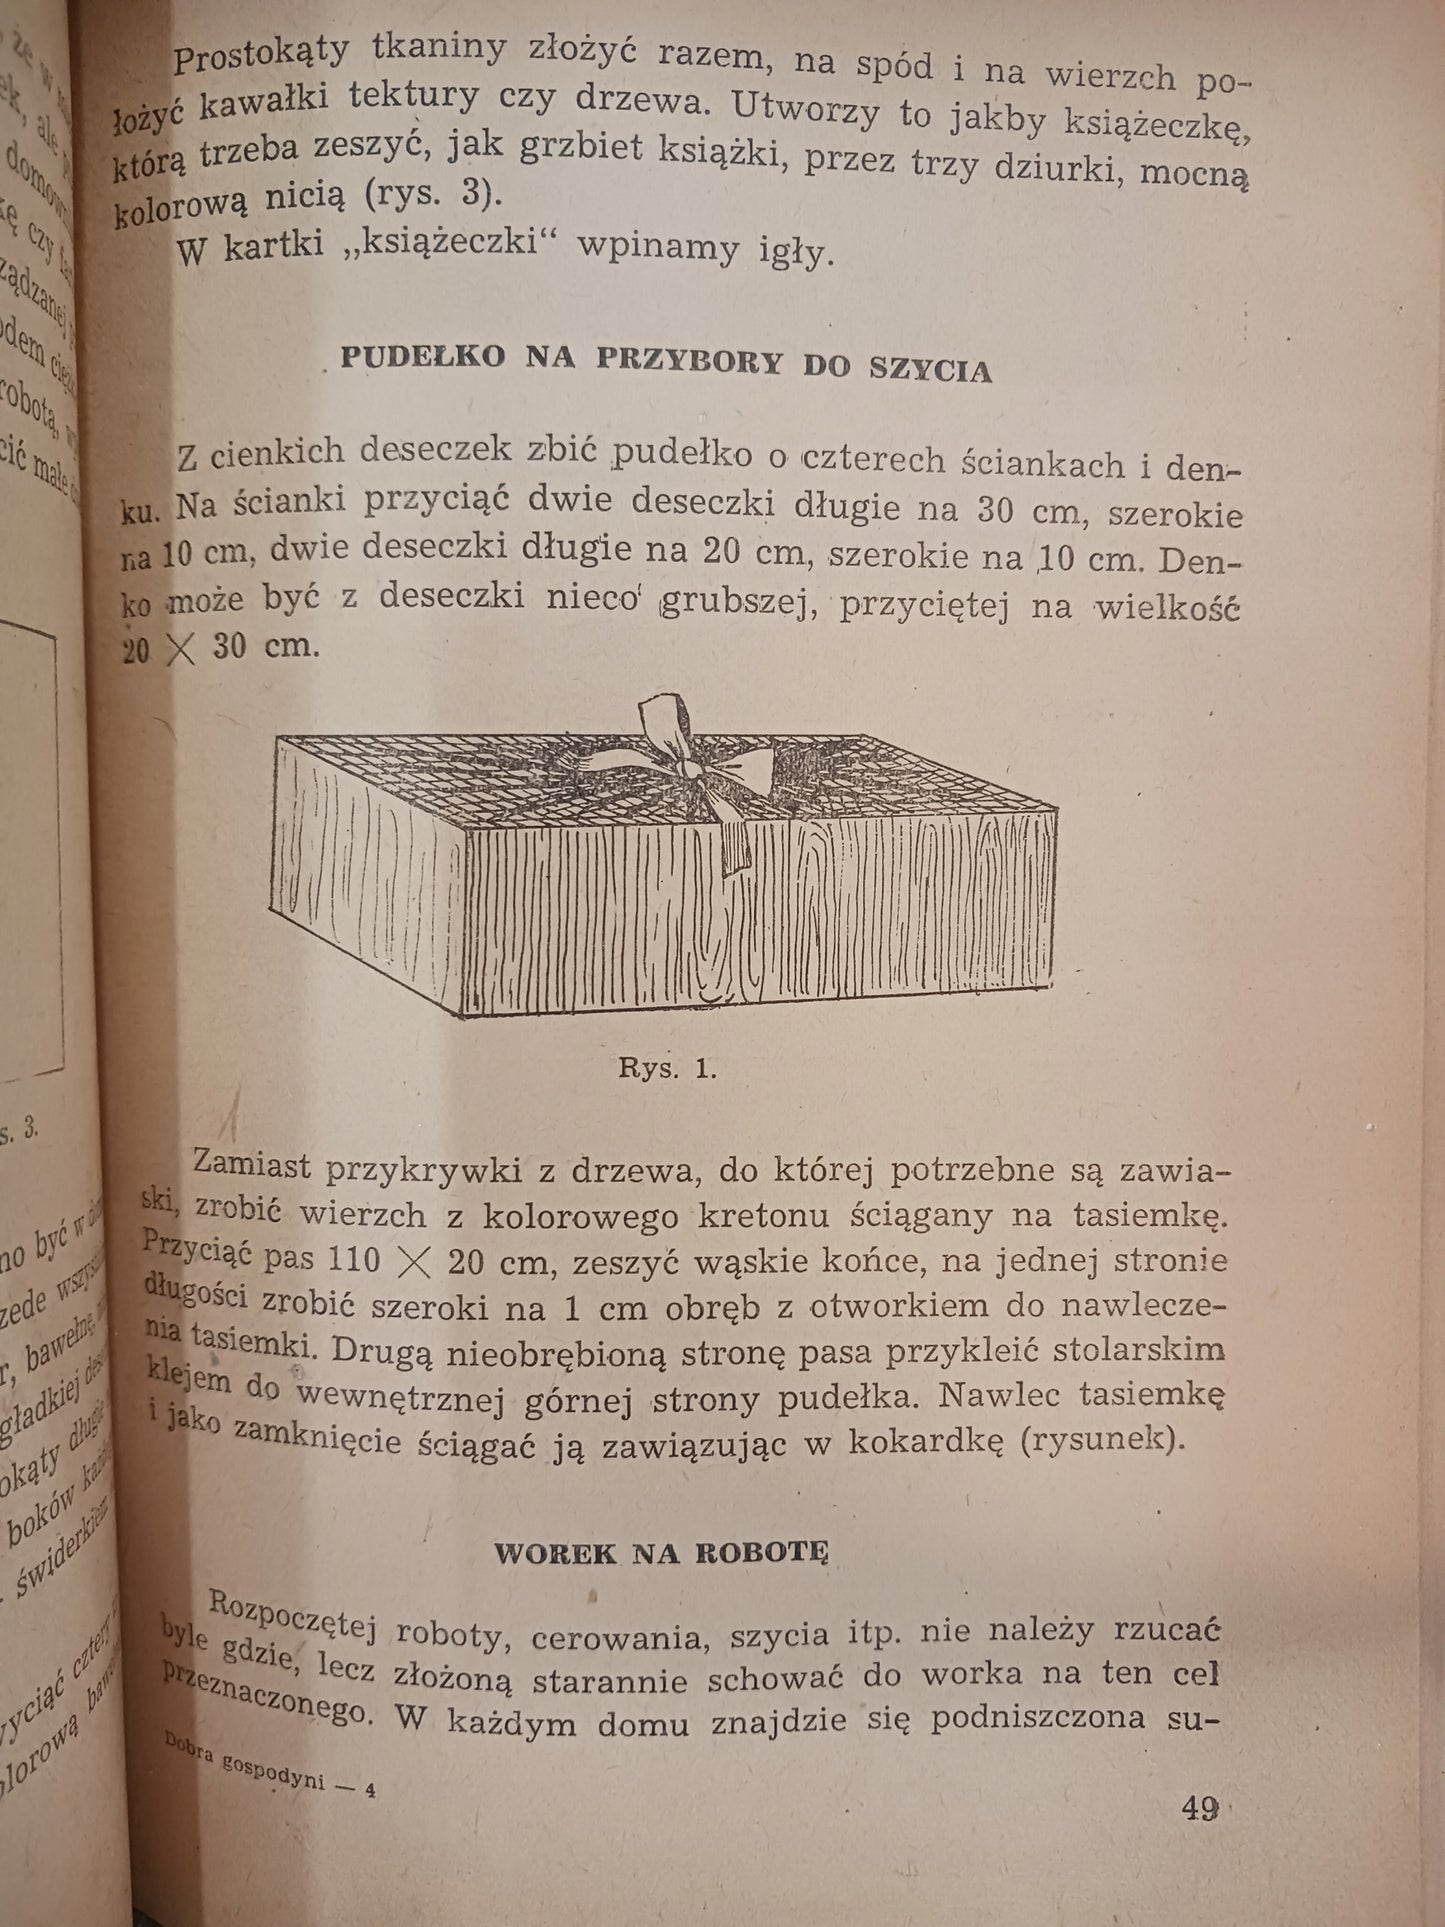 Prostokąty tkaniny złożyć razem, na spód i na wierzch po-
łożyć kawałki tektury czy drzewa. Utworzy to jakby książeczkę,
którą trzeba zeszyć, jak grzbiet książki, przez trzy dziurki, mocną
kolorową nicią (rys. 3).
W kartki „książeczki“ wpinamy igły.
PUDEŁKO NA PRZYBORY DO SZYCIA
Z cienkich deseczek zbić pudełko o czterech ściankach i den-
ku. Na ścianki przyciąć dwie deseczki długie na 30 cm, szerokie
na 10 cm, dwie deseczki długie na 20 cm, szerokie na 10 cm. Den-
ko może być z deseczki nieco grubszej, przyciętej na wielkość
20 × 30 cm.
Rys. 1.
Zamiast przykrywki z drzewa, do której potrzebne są zawia-
ski, zrobić wierzch z kolorowego kretonu ściągany na tasiemkę.
Przyciąć pas 110 × 20 cm, zeszyć wąskie końce, na jednej stronie
długości zrobić szeroki na 1 cm obręb z otworkiem do nawlecze-
nia tasiemki. Drugą nieobrębioną stronę pasa przykleić stolarskim
klejem do wewnętrznej górnej strony pudełka. Nawlec tasiemkę
i jako zamknięcie ściągać ją zawiązując w kokardkę (rysunek).
WOREK NA ROBOTĘ
Rozpoczętej roboty, cerowania, szycia itp. nie należy rzucać
byle gdzie, lecz złożoną starannie schować do worka na ten cel
przeznaczonego. W każdym domu znajdzie się podniszczona su-
Dobra gospodyni — 4
49